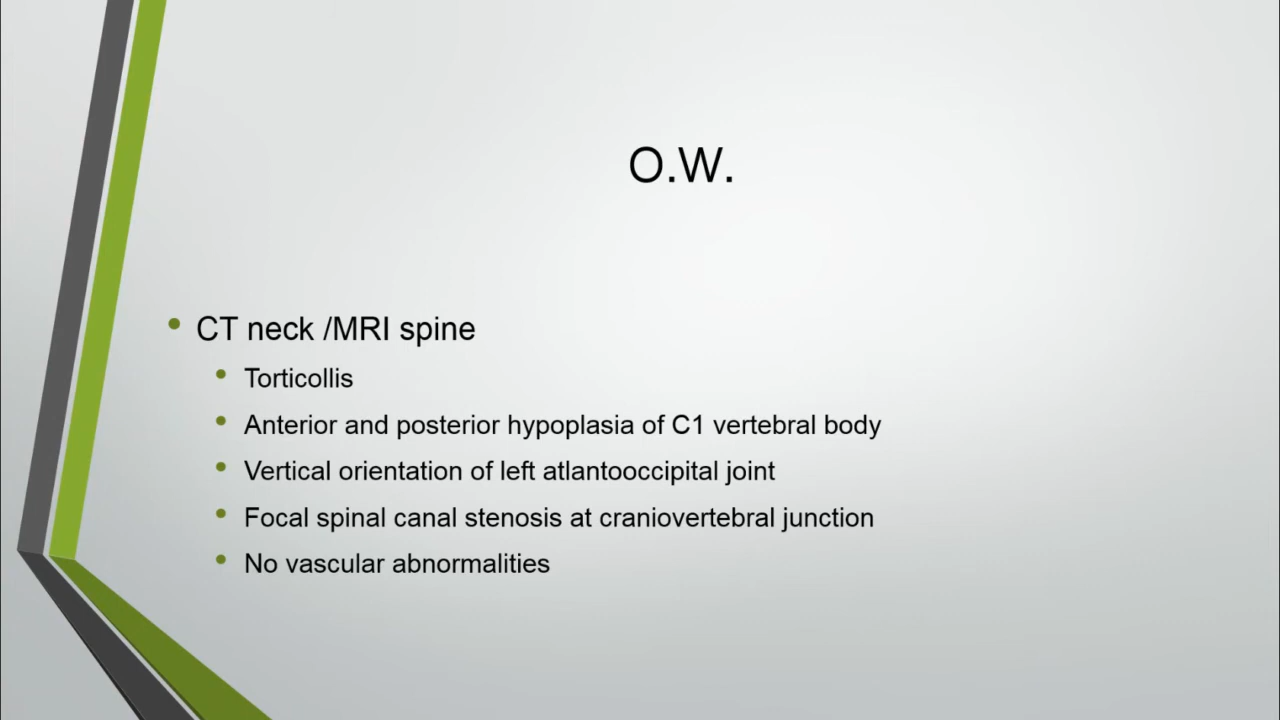 O.W.
CT neck /MRI spine
Torticollis
Anterior and posterior hypoplasia of C1 vertebral body
Vertical orientation of left atlantooccipital joint
Focal spinal canal stenosis at craniovertebral junction
No vascular abnormalities